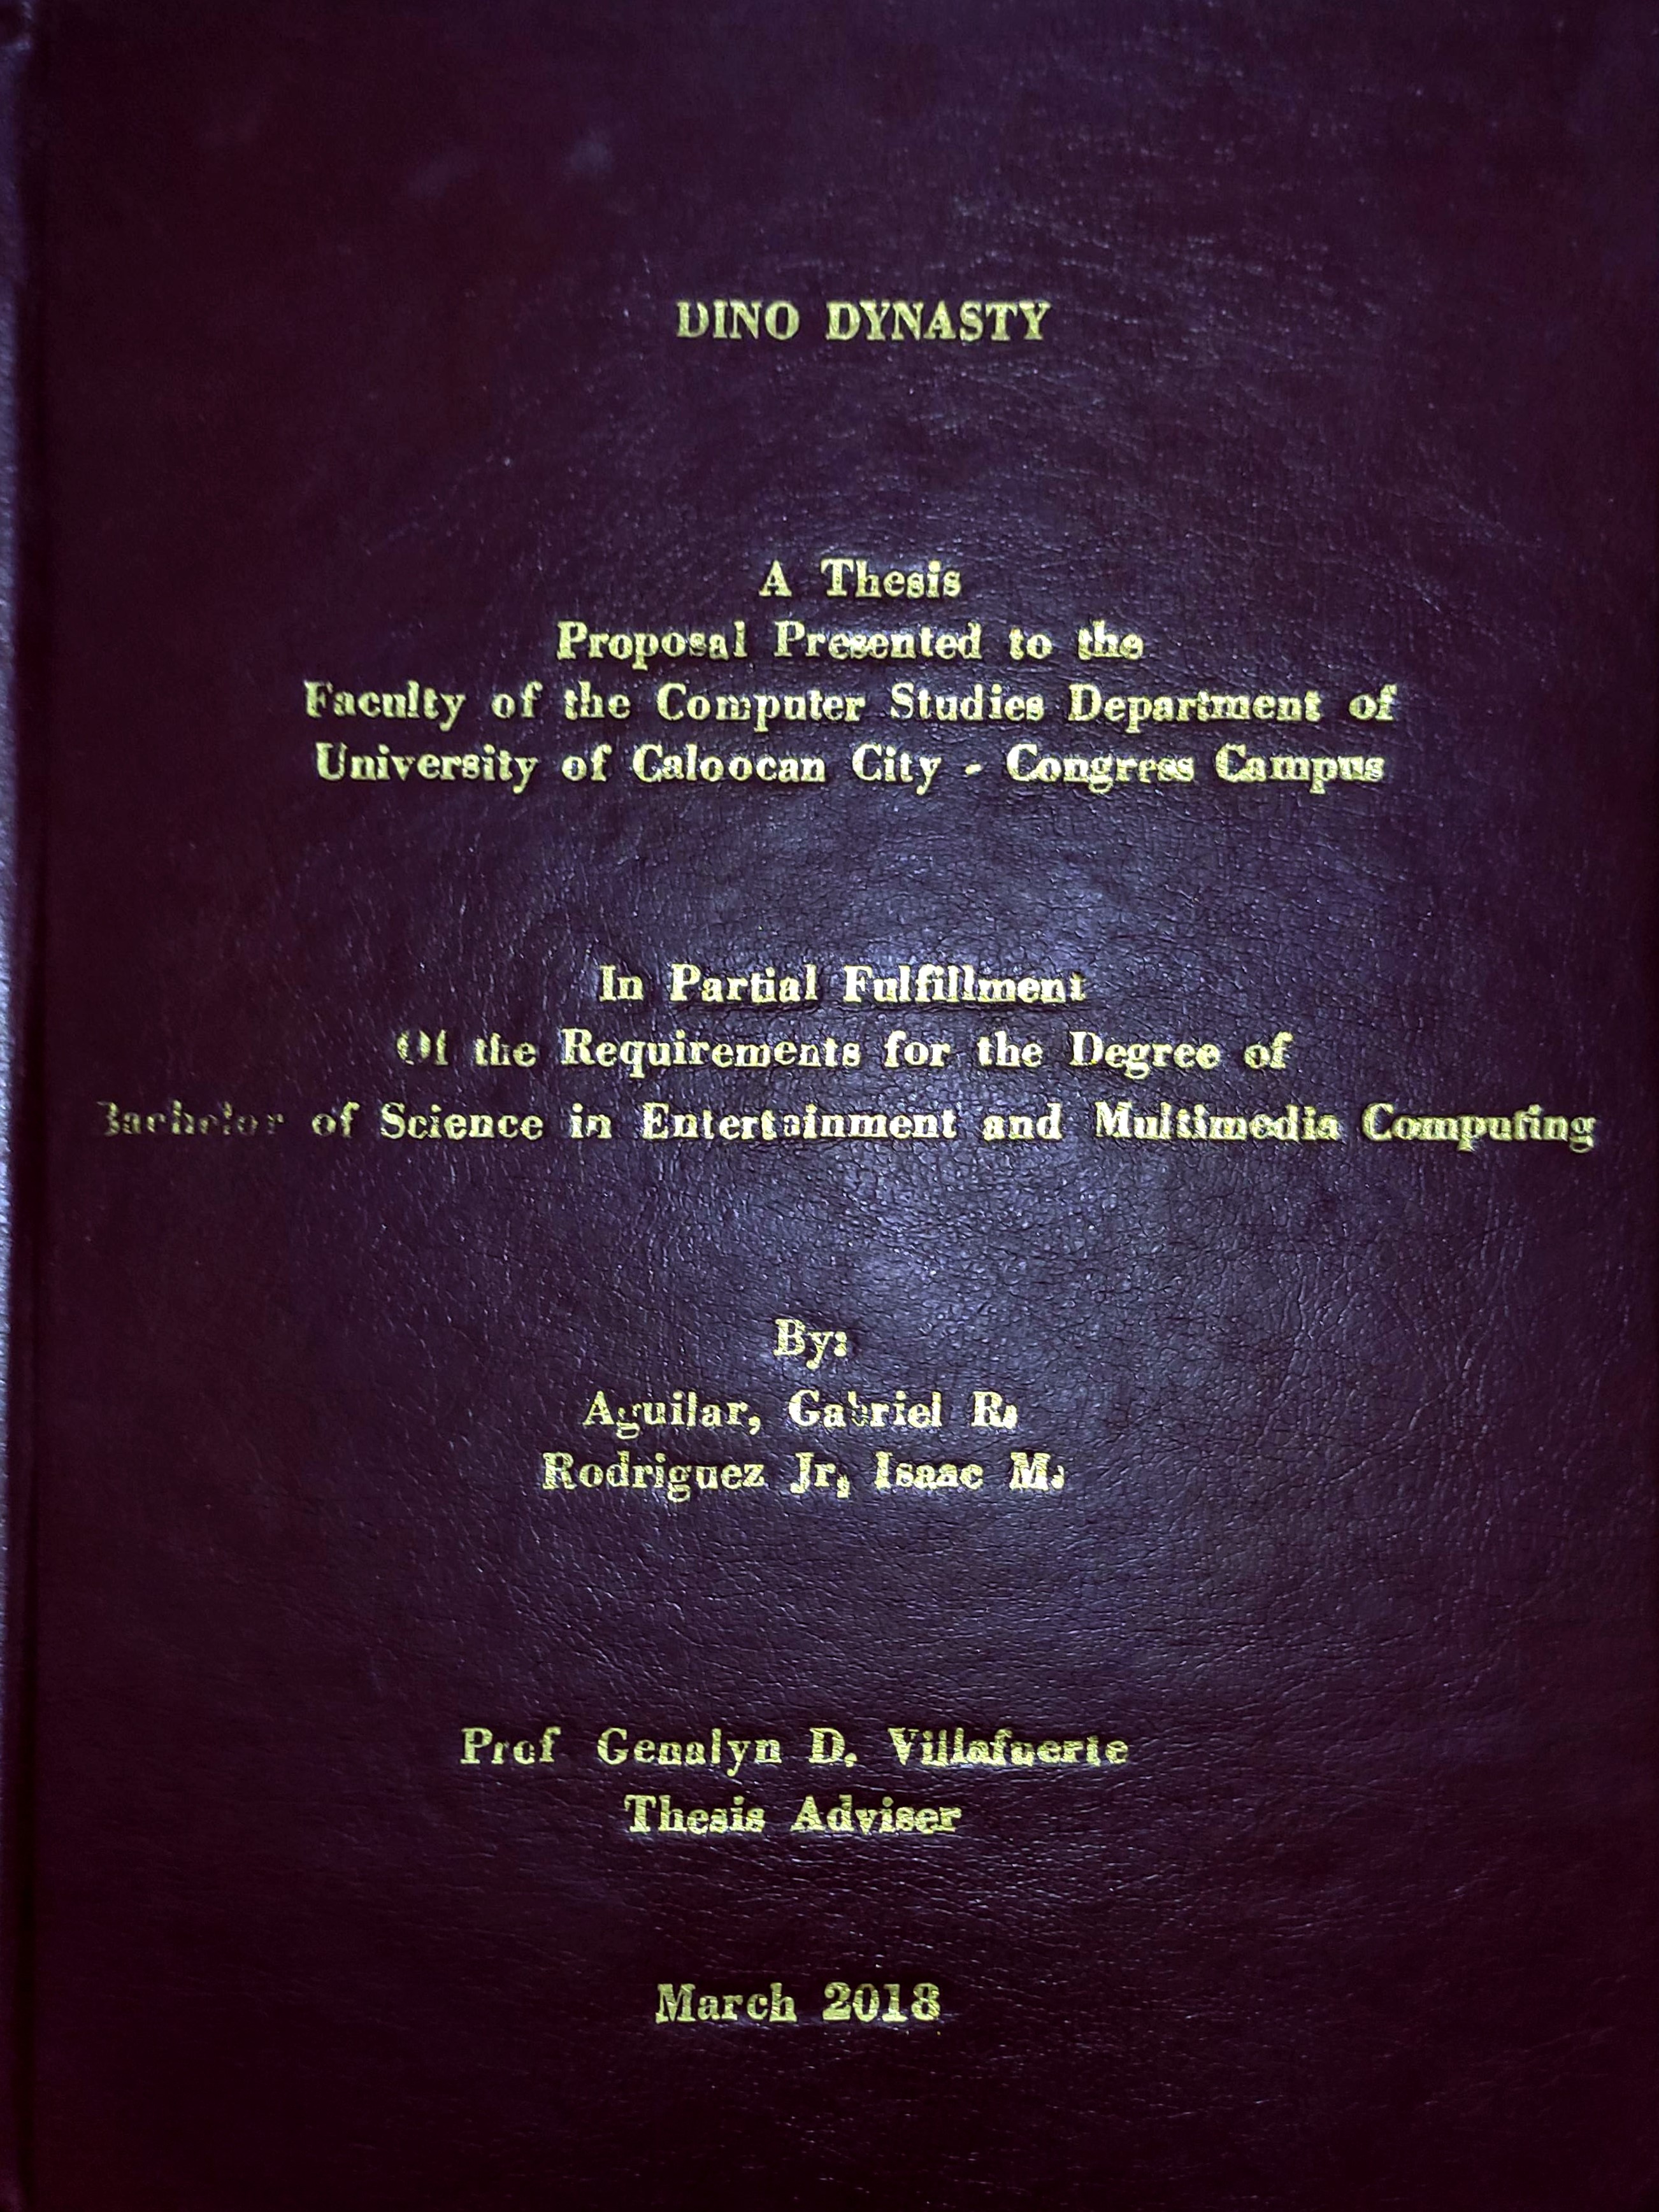 DINO DYNASTY
A Thesis
Proposal Presented to the
Faculty of the Computer Studies Department of
University of Caloocan City - Congress Campus
In Partial Fulfillment
Of the Requirements for the Degree of
Bachelor of Science in Entertainment and Multimedia Computing
By:
Aguilar, Gabriel R.
Rodriguez Jr, Isaac M.
Prof Genalyn D. Villafuerte
Thesis Adviser
March 2018